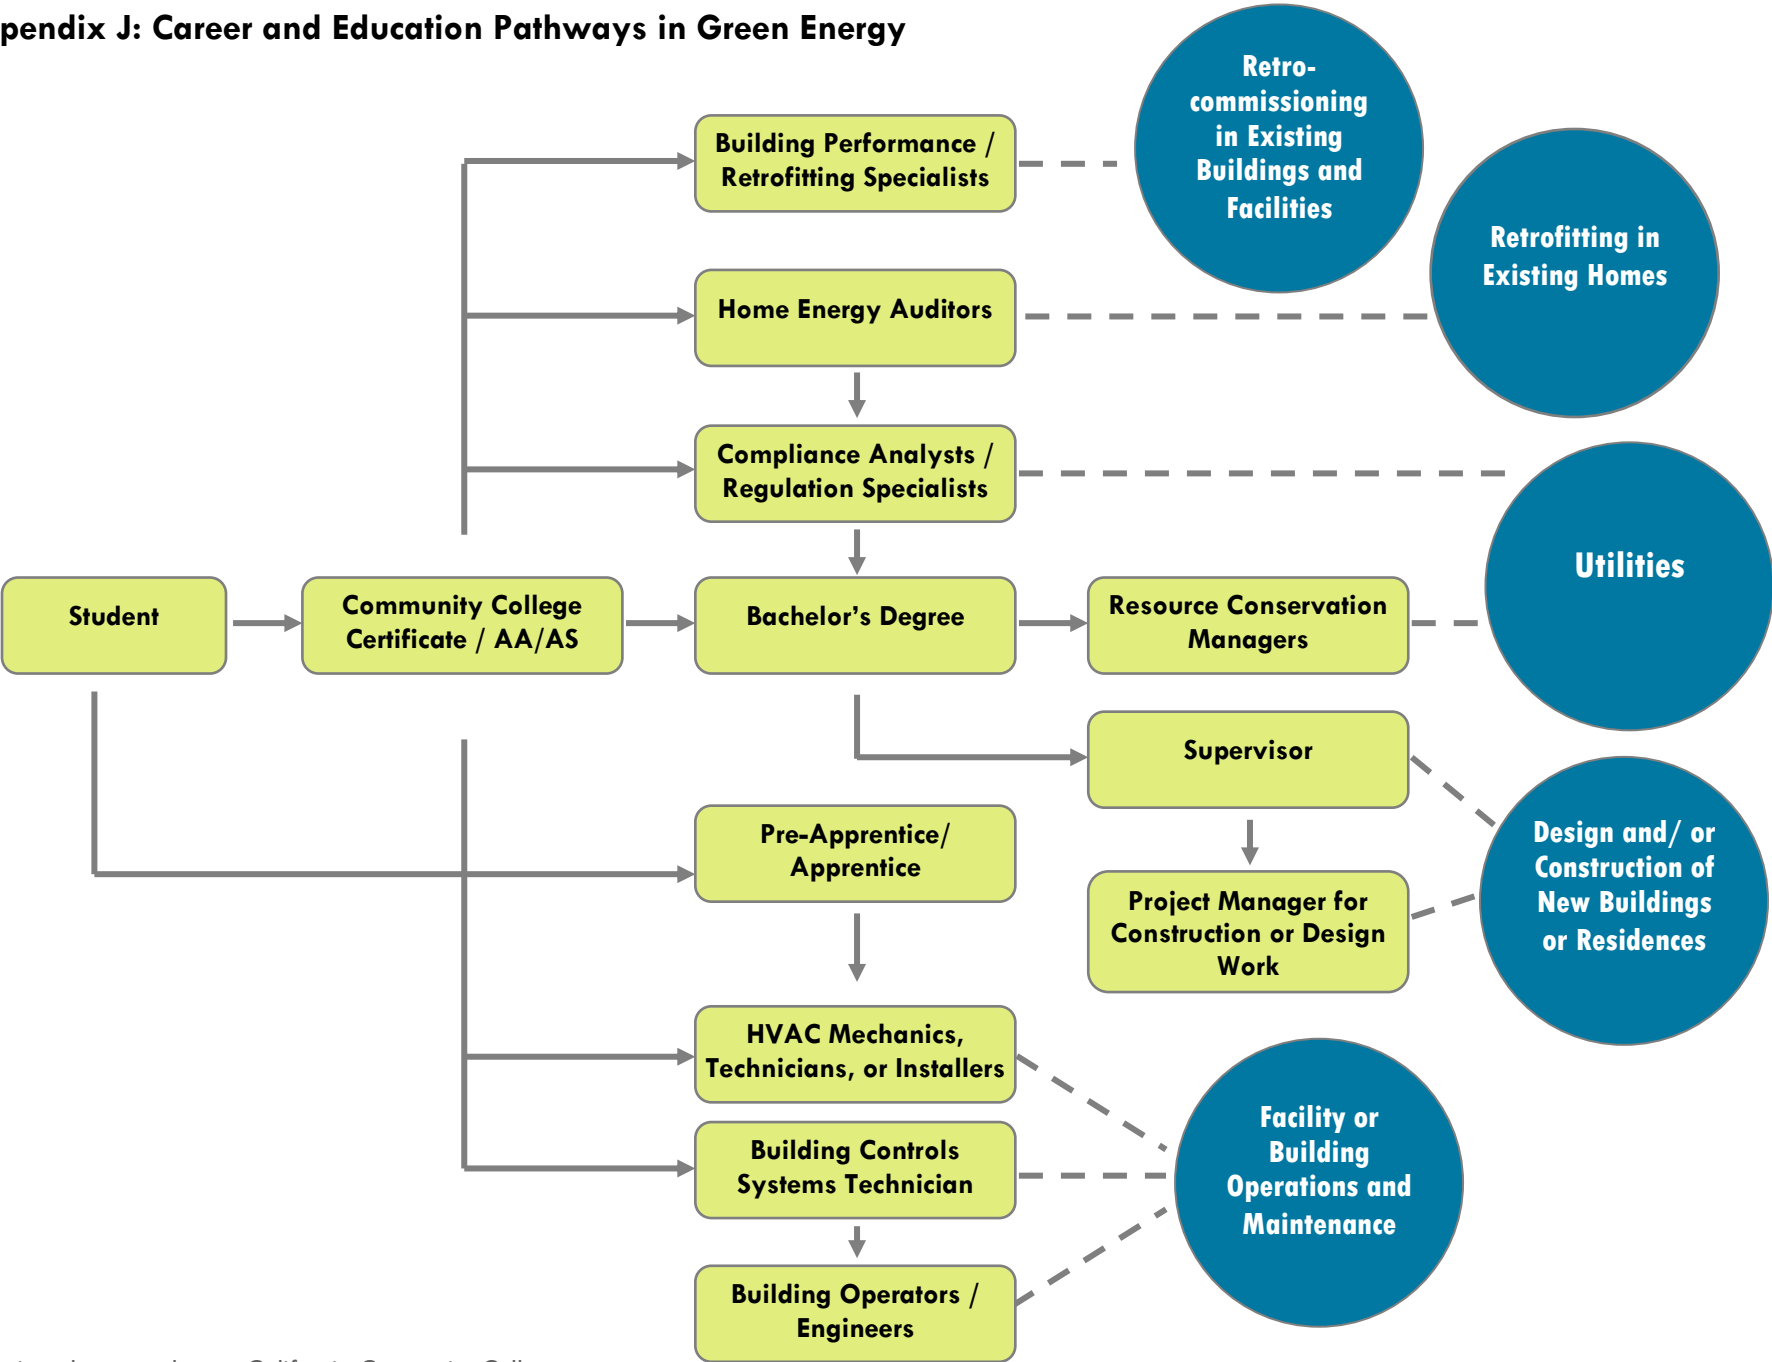 pendix J: Career and Education Pathways in Green Energy
Retro-
commissioning
in Existing
Buildings and
Facilities
Building Performance /
Retrofitting Specialists
Retrofitting in
Existing Homes
Home Energy Auditors
Compliance Analysts /
Regulation Specialists
Utilities
Student
Community College
Certificate / AA/AS
Bachelor's Degree
Resource Conservation
Managers
Supervisor
Pre-Apprentice/
Apprentice
Design and/ or
Construction of
New Buildings
or Residences
Project Manager for
Construction or Design
Work
HVAC Mechanics,
Technicians, or Installers
Facility or
Building
Operations and
Maintenance
Building Controls
Systems Technician
Building Operators /
Engineers